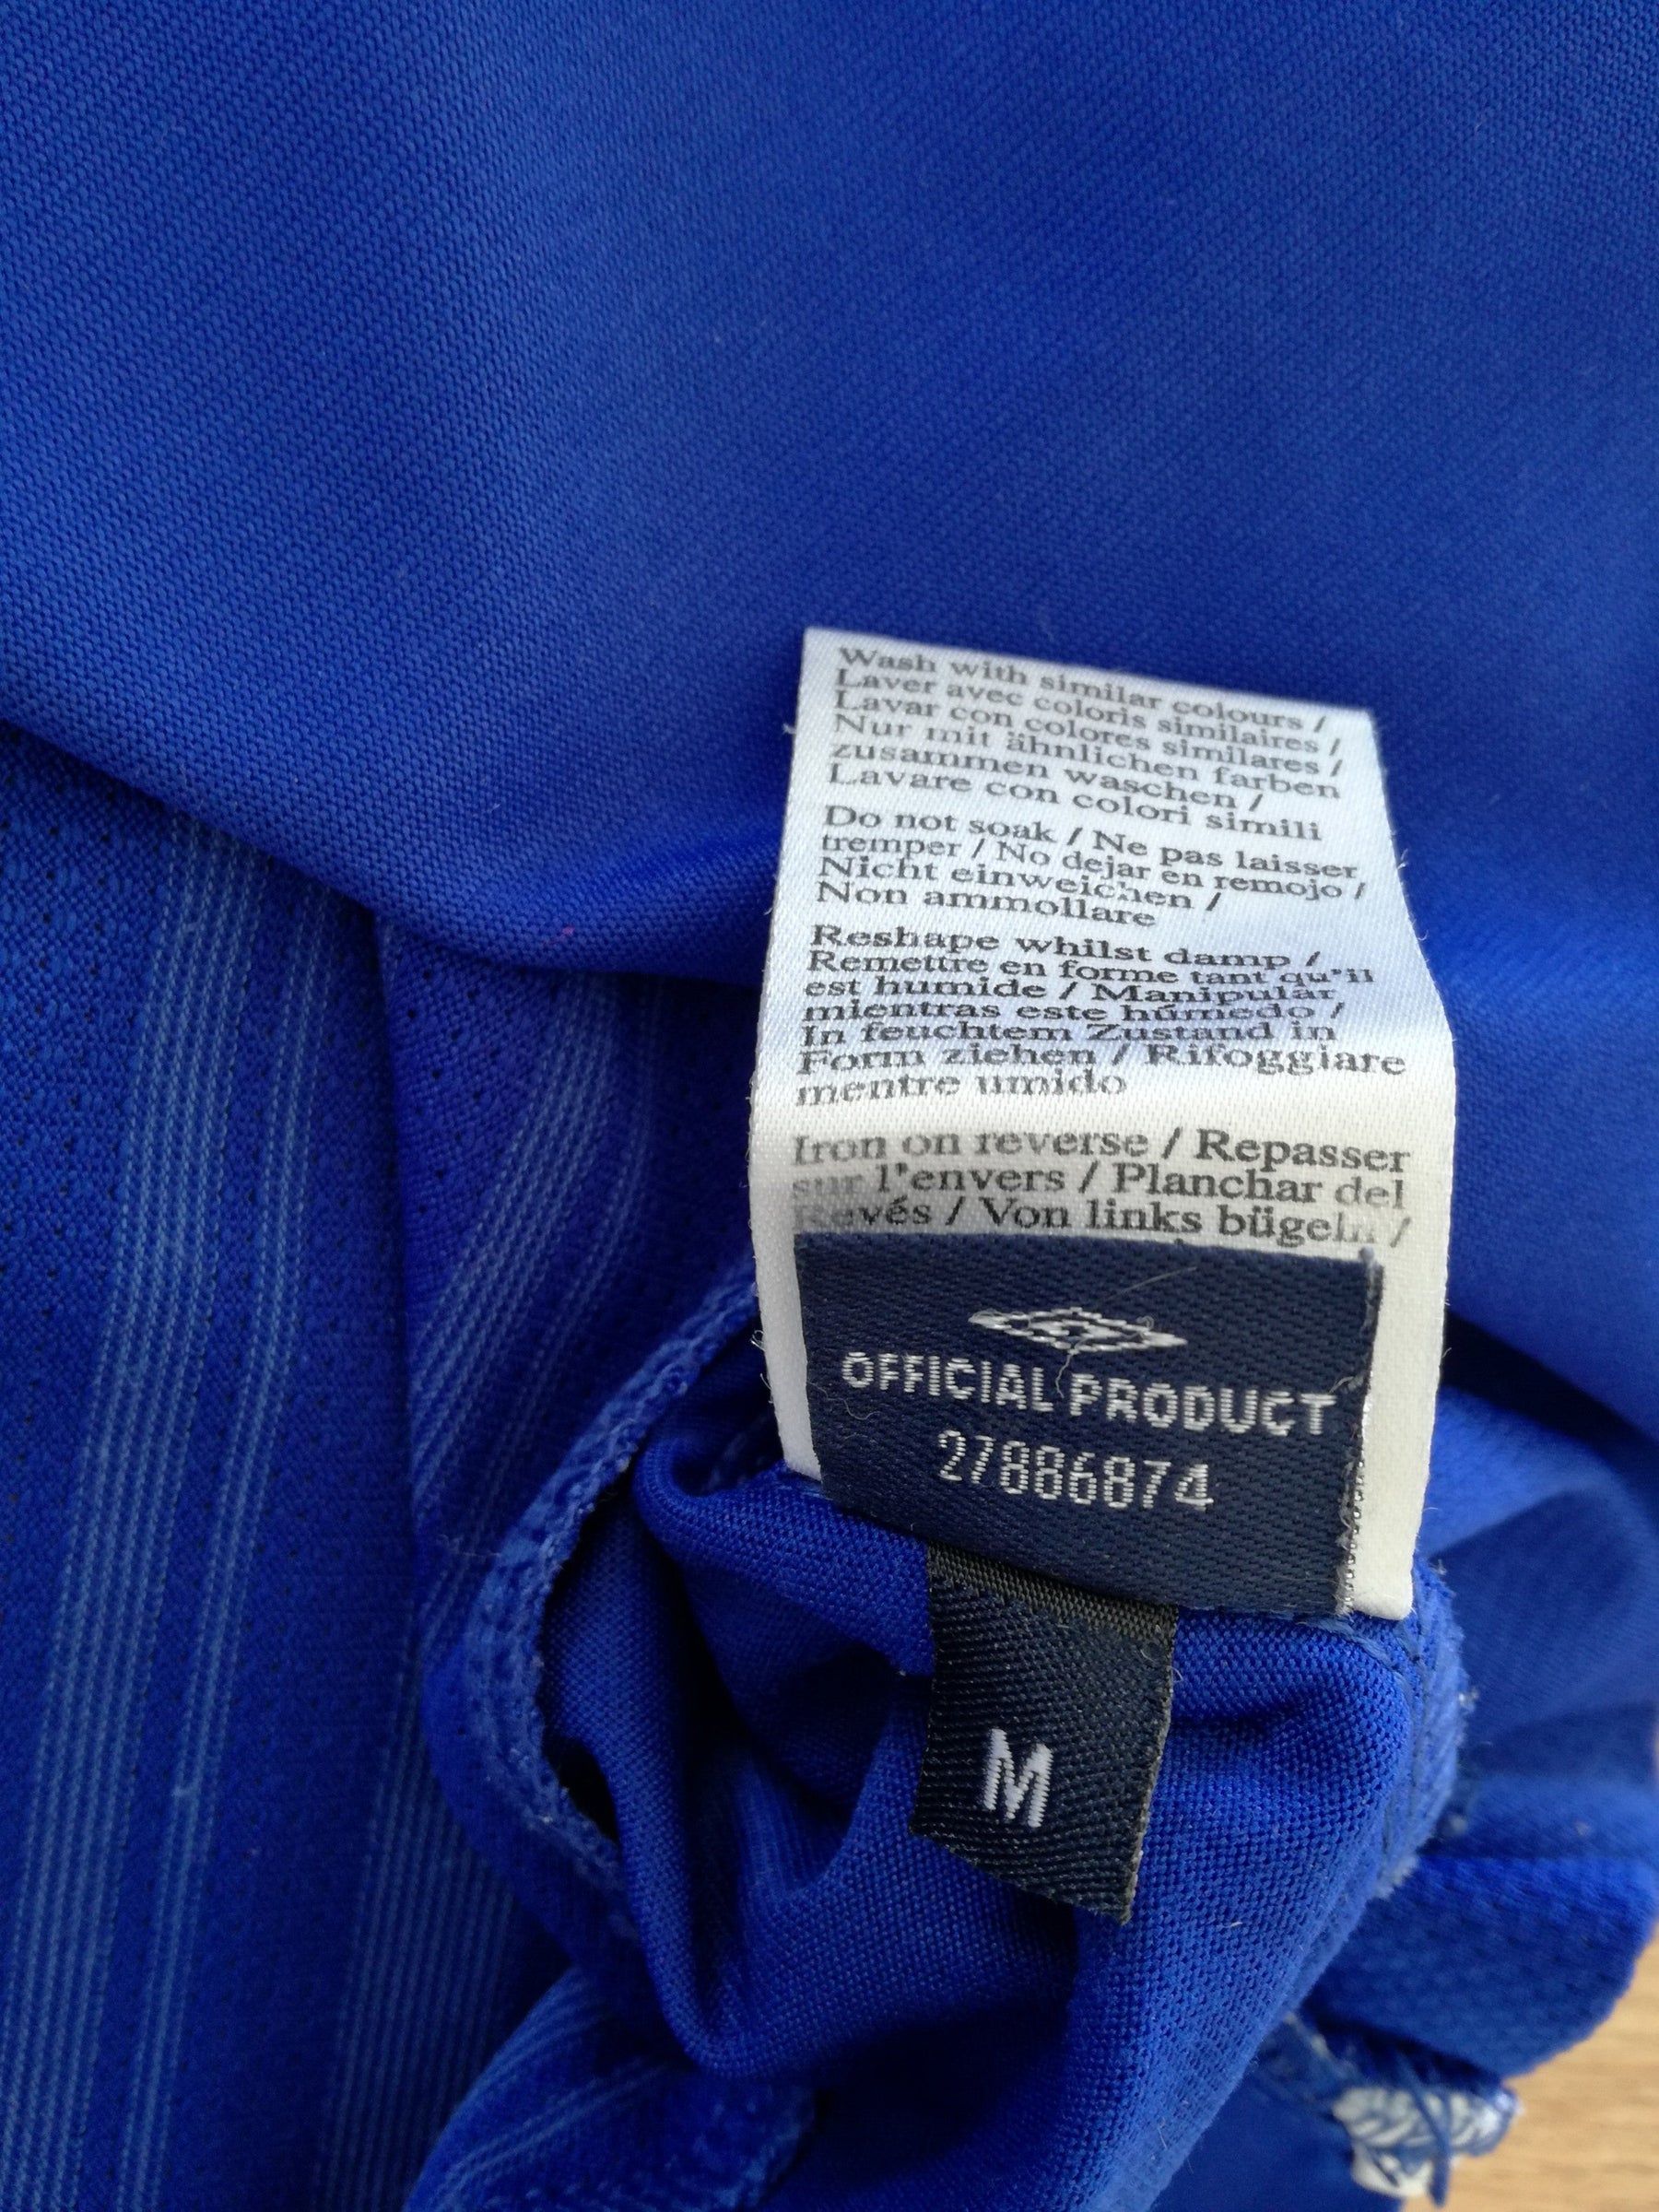 Wash with similar colours /
Laver avec coloris similaires /
Lavar con colores similares /
Nur mit ähnlichen farben
zusammen waschen /
Lavare con colori simili
Do not soak / Ne pas laisser
tremper / No dejar en remojo /
Nicht einweichen /
Non ammollare
Reshape whilst damp /
Remettre en forme tant qu'il
est humide / Manipular
mientras este húmedo /
In feuchtem Zustand in
Form ziehen / Rifoggiare
mentre umido
Iron on reverse / Repasser
sur l'envers / Planchar del
Revés / Von links bügeln /
OFFICIAL PRODUCT
27886874
M